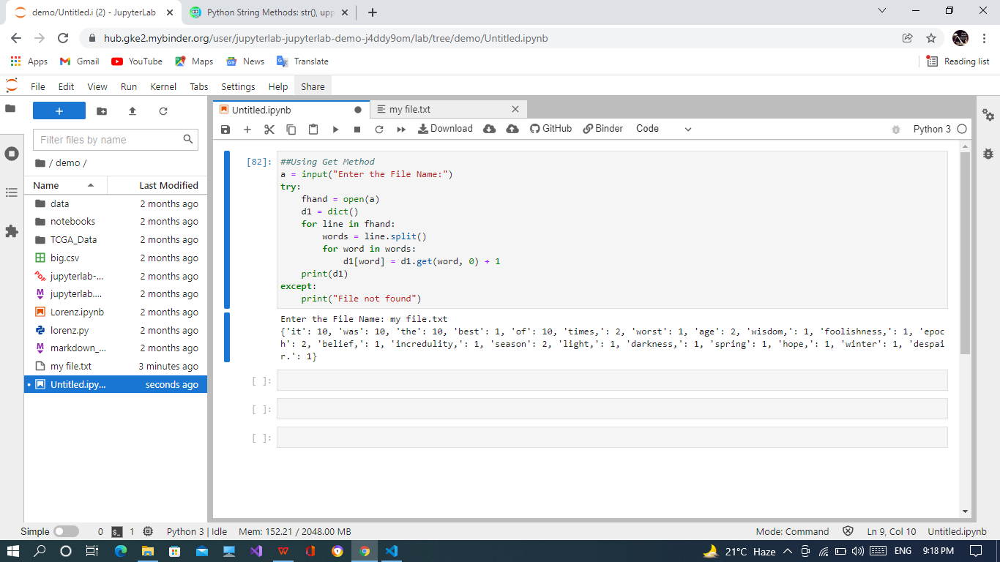 demo/Untitled.i (2) - JupyterLab
Python String Methods: str(), upp
hub.gke2.mybinder.org/user/jupyterlab-jupyterlab-demo-j4ddy9om/lab/tree/demo/Untitled.ipynb
Apps Gmail YouTube Maps News Translate Reading list
File Edit View Run Kernel Tabs Settings Help Share
Untitled.ipynb my file.txt
Download GitHub Binder Code Python 3
Filter files by name
/ demo /
Name Last Modified
data 2 months ago
notebooks 2 months ago
TCGA_Data 2 months ago
big.csv 2 months ago
jupyterlab-... 2 months ago
jupyterlab.... 2 months ago
Lorenz.ipynb 2 months ago
lorenz.py 2 months ago
markdown_... 2 months ago
my file.txt 3 minutes ago
Untitled.ipy... seconds ago
[82]: ##Using Get Method
a = input("Enter the File Name:")
try:
    fhand = open(a)
    d1 = dict()
    for line in fhand:
        words = line.split()
        for word in words:
            d1[word] = d1.get(word, 0) + 1
    print(d1)
except:
    print("File not found")
Enter the File Name: my file.txt
{'it': 10, 'was': 10, 'the': 10, 'best': 1, 'of': 10, 'times,': 2, 'worst': 1, 'age': 2, 'wisdom,': 1, 'foolishness,': 1, 'epoc
h': 2, 'belief,': 1, 'incredulity,': 1, 'season': 2, 'light,': 1, 'darkness,': 1, 'spring': 1, 'hope,': 1, 'winter': 1, 'despai
r.': 1}
[ ]:
[ ]:
[ ]:
Simple 0 $_ 1 Python 3 | Idle Mem: 152.21 / 2048.00 MB Mode: Command Ln 9, Col 10 Untitled.ipynb
21°C Haze ENG 9:18 PM